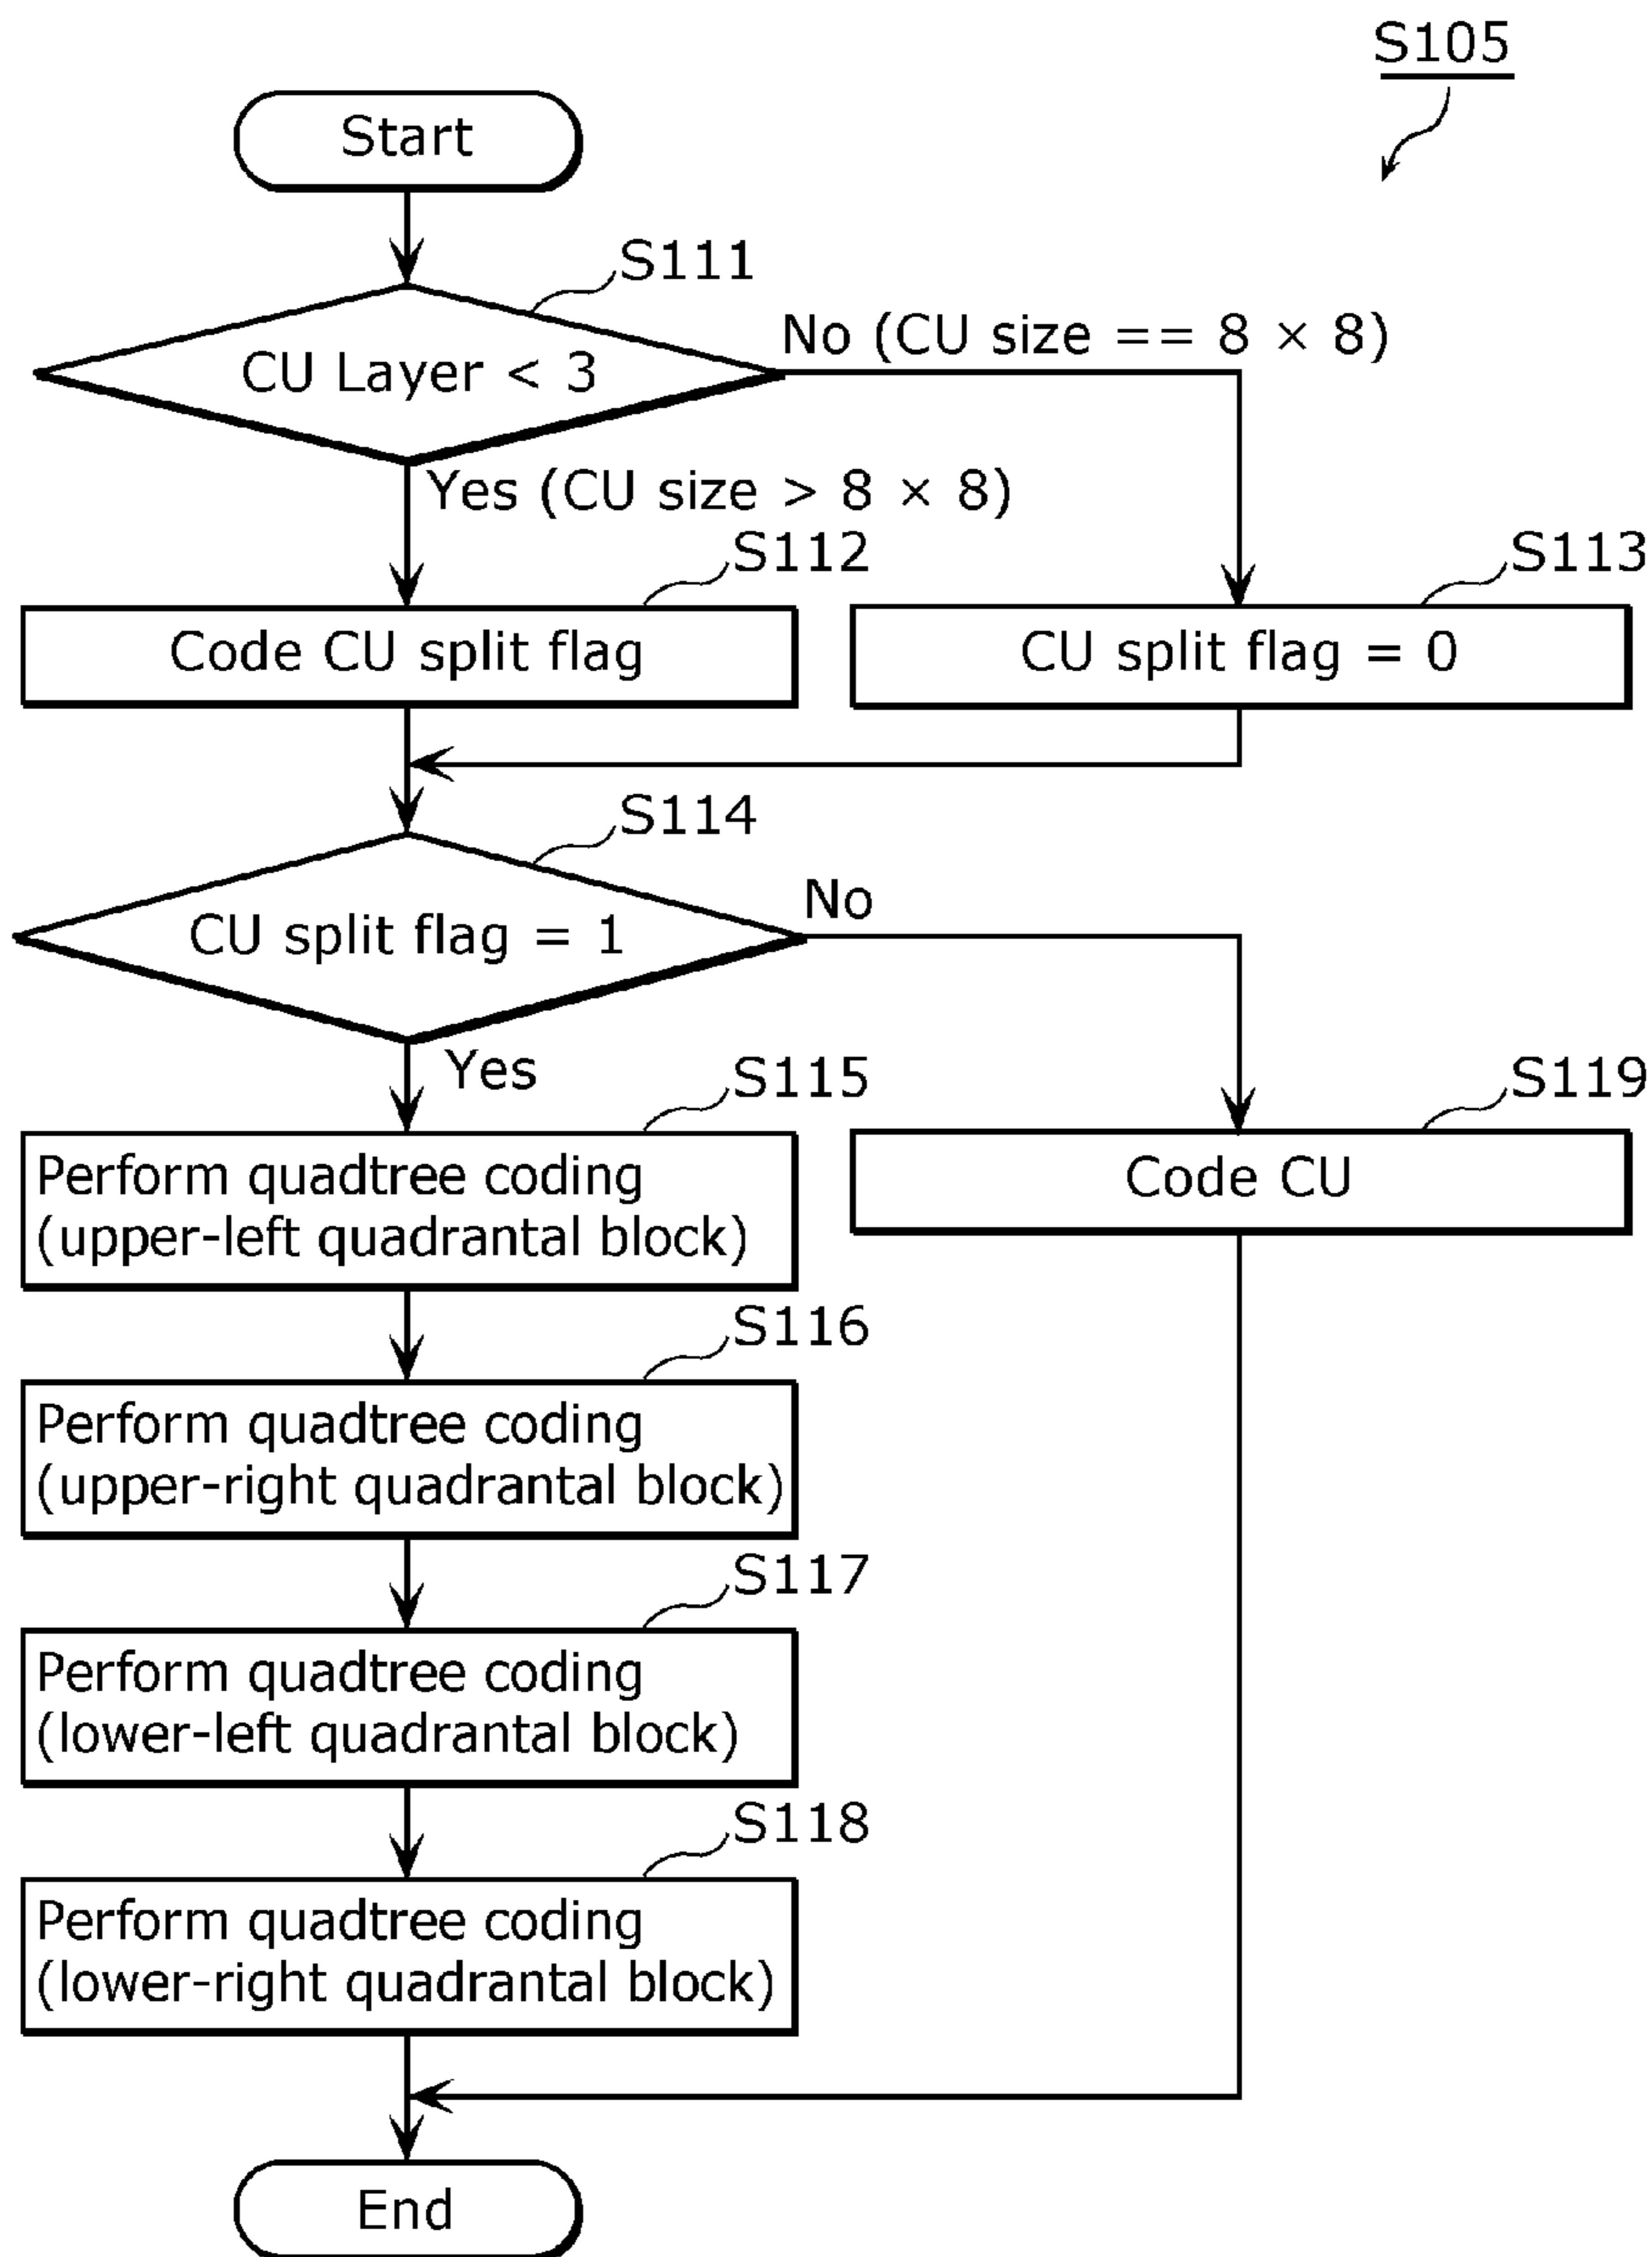 S105
Start
S111
CU Layer < 3
No (CU size == 8 × 8)
Yes (CU size > 8 × 8)
S112
S113
Code CU split flag
CU split flag = 0
S114
CU split flag = 1
No
Yes
S115
S119
Perform quadtree coding
(upper-left quadrantal block)
Code CU
S116
Perform quadtree coding
(upper-right quadrantal block)
S117
Perform quadtree coding
(lower-left quadrantal block)
S118
Perform quadtree coding
(lower-right quadrantal block)
End